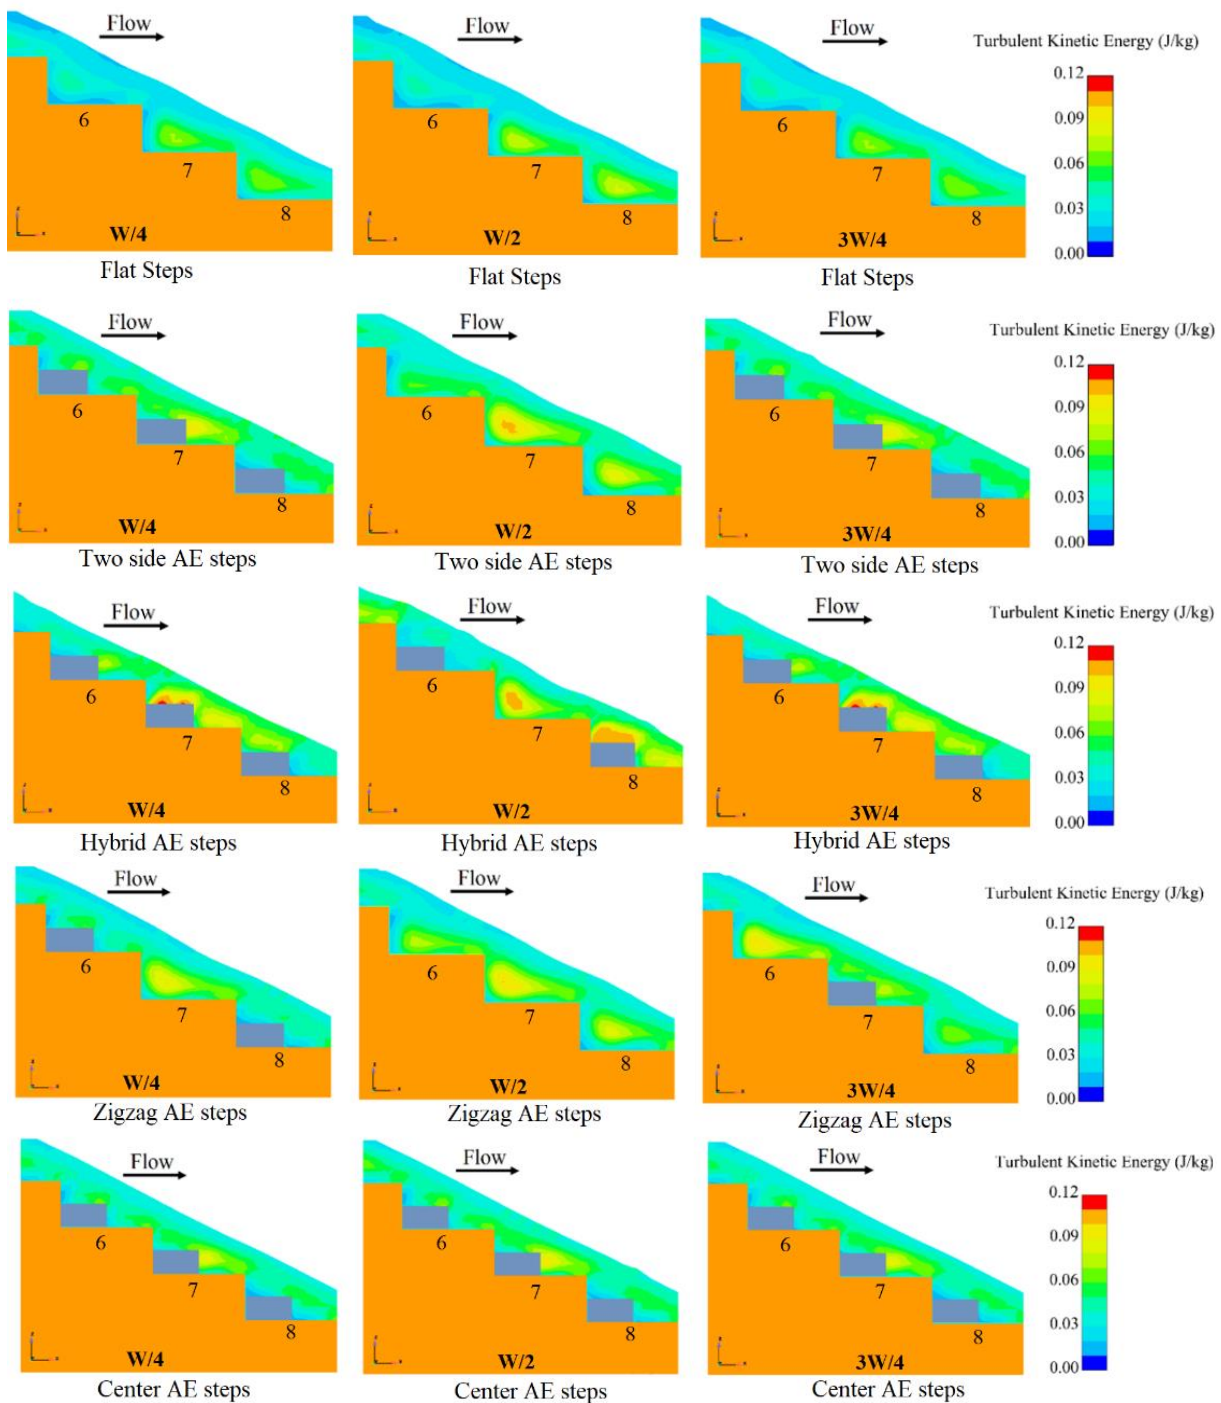 Flow Flow Flow Turbulent Kinetic Energy (J/kg)
0.12
0.09
0.06
0.03
0.00
6 6 6
7 7 7
8 8 8
W/4 W/2 3W/4
Flat Steps Flat Steps Flat Steps
Flow Flow Flow Turbulent Kinetic Energy (J/kg)
0.12
0.09
0.06
0.03
0.00
6 6 6
7 7 7
8 8 8
W/4 W/2 3W/4
Two side AE steps Two side AE steps Two side AE steps
Flow Flow Flow Turbulent Kinetic Energy (J/kg)
0.12
0.09
0.06
0.03
0.00
6 6 6
7 7 7
8 8 8
W/4 W/2 3W/4
Hybrid AE steps Hybrid AE steps Hybrid AE steps
Flow Flow Flow Turbulent Kinetic Energy (J/kg)
0.12
0.09
0.06
0.03
0.00
6 6 6
7 7 7
8 8 8
W/4 W/2 3W/4
Zigzag AE steps Zigzag AE steps Zigzag AE steps
Flow Flow Flow Turbulent Kinetic Energy (J/kg)
0.12
0.09
0.06
0.03
0.00
6 6 6
7 7 7
8 8 8
W/4 W/2 3W/4
Center AE steps Center AE steps Center AE steps